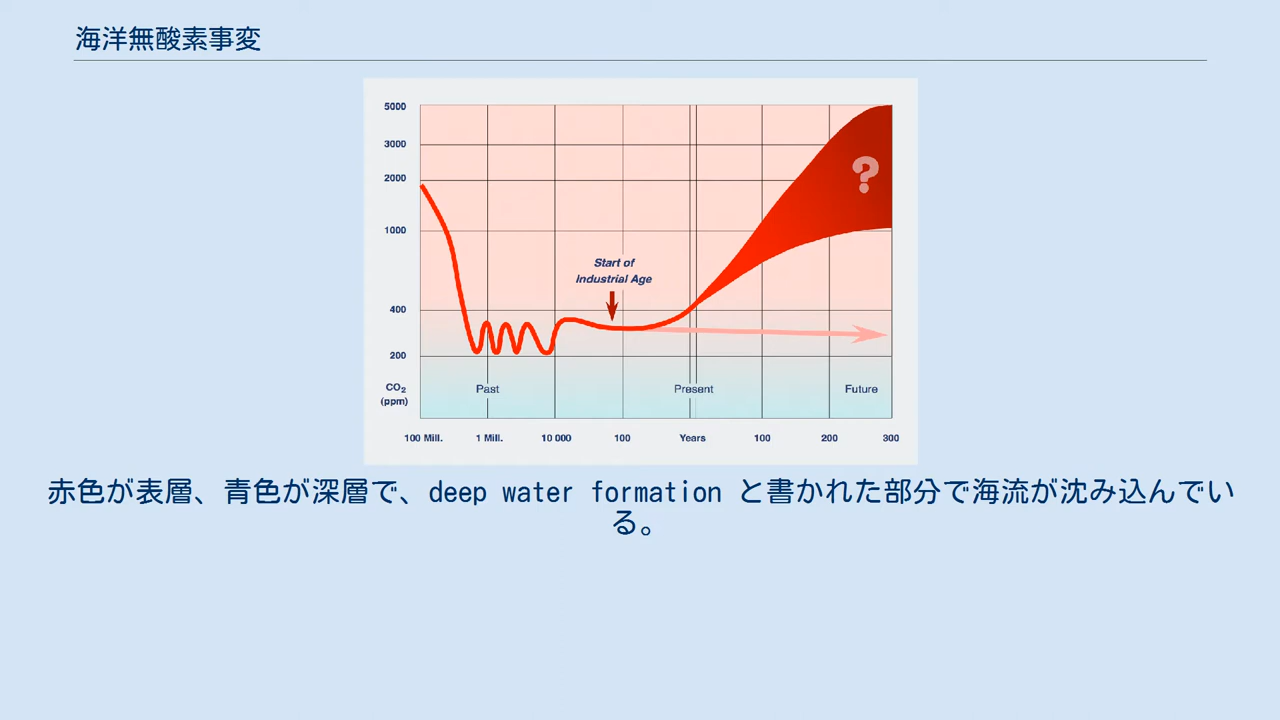 海洋無酸素事変
5000
3000
2000
1000
400
200
CO₂
(ppm)
Start of
Industrial Age
Past
Present
Future
100 Mill.
1 Mill.
10 000
100
Years
100
200
300
?
赤色が表層、青色が深層で、deep water formation と書かれた部分で海流が沈み込んでい
る。